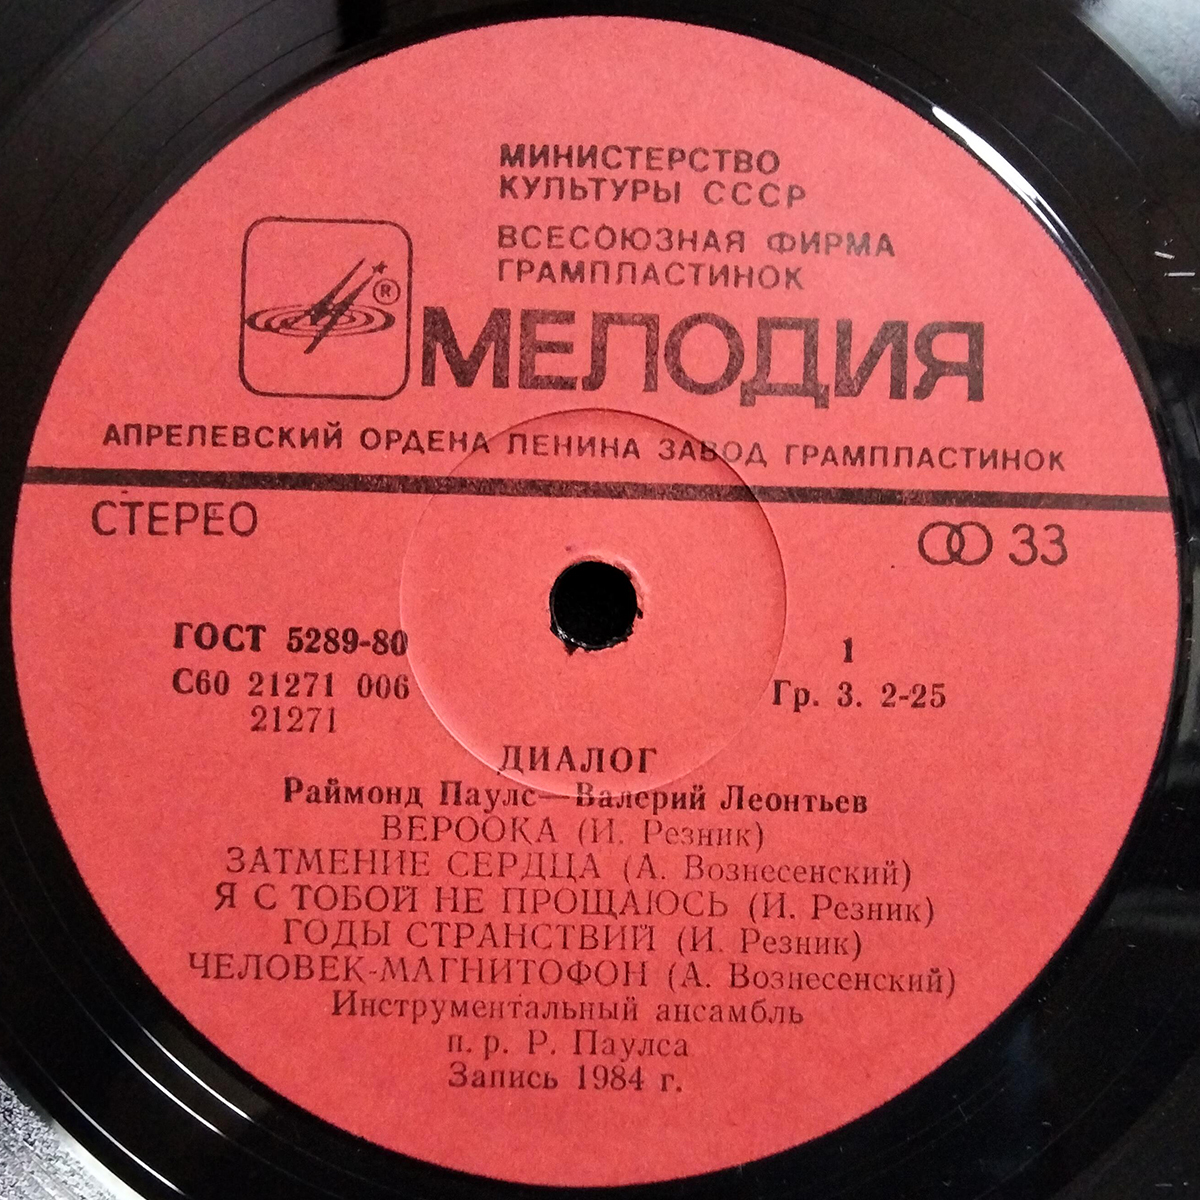 МИНИСТЕРСТВО
КУЛЬТУРЫ СССР
ВСЕСОЮЗНАЯ ФИРМА
ГРАМПЛАСТИНОК
®
МЕЛОДИЯ
АПРЕЛЕВСКИЙ ОРДЕНА ЛЕНИНА ЗАВОД ГРАМПЛАСТИНОК
СТЕРЕО
33
ГОСТ 5289-80
1
С60 21271 006
Гр. 3. 2-25
21271
ДИАЛОГ
Раймонд Паулс—Валерий Леонтьев
ВЕРООКА (И. Резник)
ЗАТМЕНИЕ СЕРДЦА (А. Вознесенский)
Я С ТОБОЙ НЕ ПРОЩАЮСЬ (И. Резник)
ГОДЫ СТРАНСТВИЙ (И. Резник)
ЧЕЛОВЕК-МАГНИТОФОН (А. Вознесенский)
Инструментальный ансамбль
п. р. Р. Паулса
Запись 1984 г.